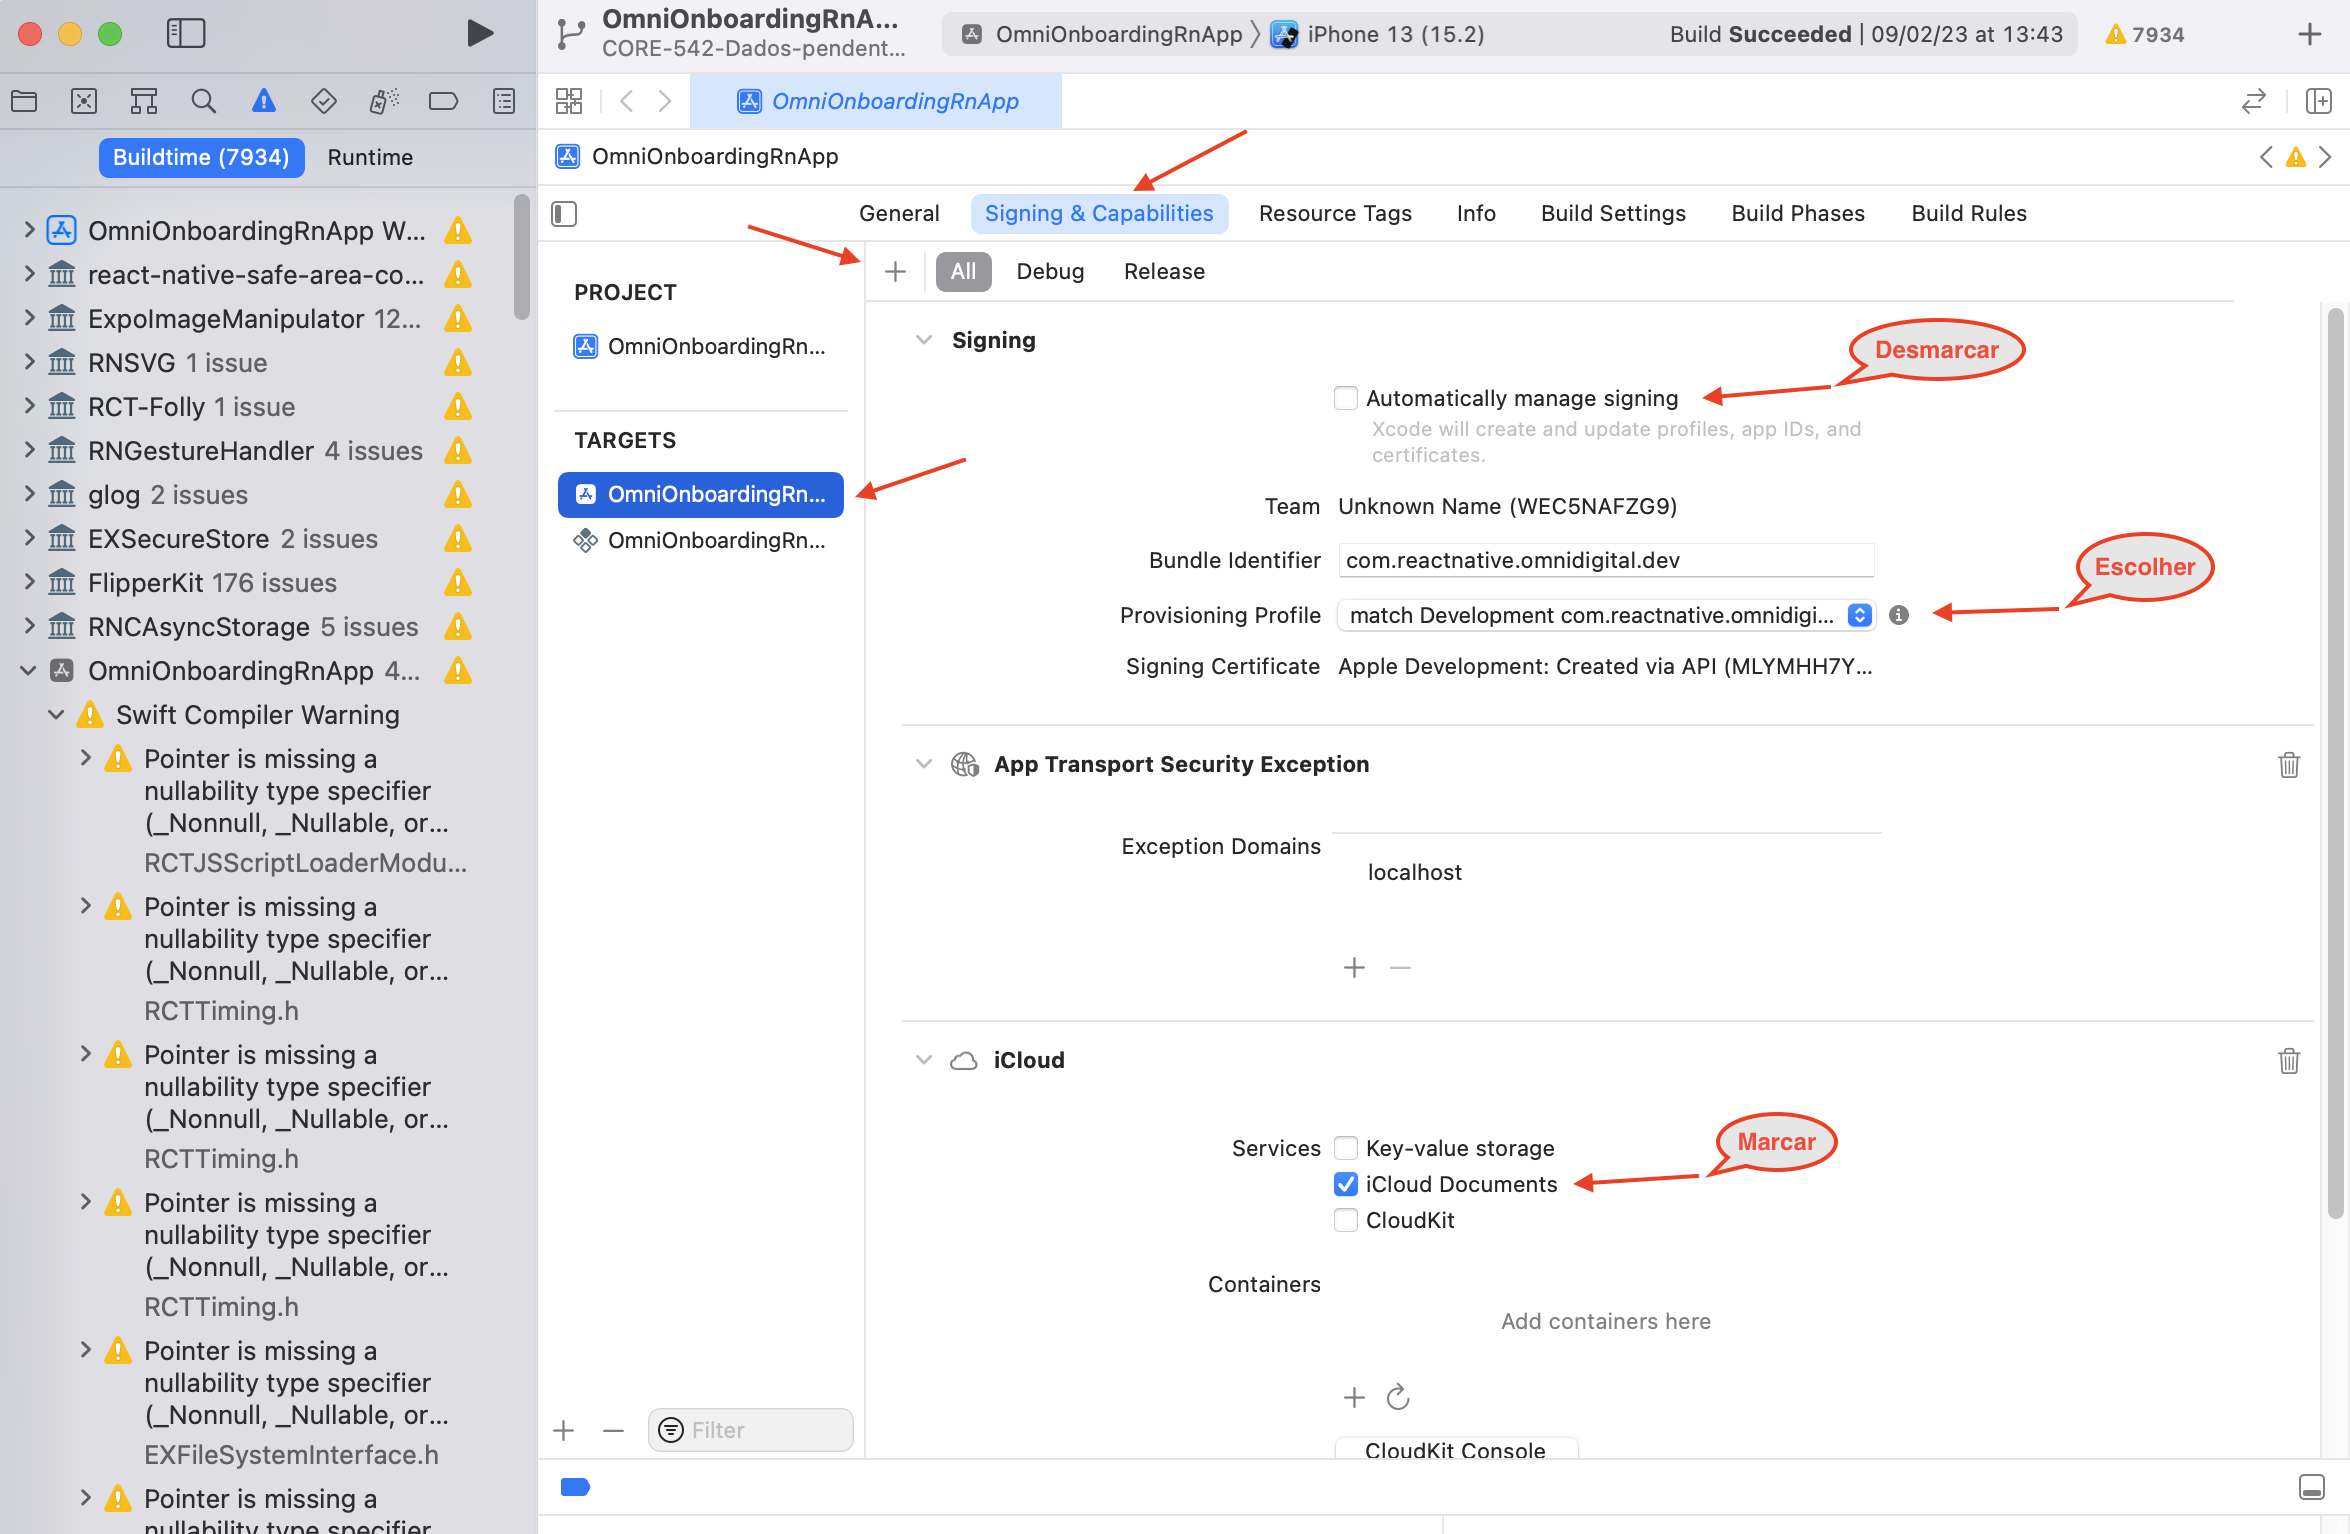 OmniOnboardingRnA...
CORE-542-Dados-pendent...
OmniOnboardingRnApp
iPhone 13 (15.2)
Build Succeeded | 09/02/23 at 13:43
7934
OmniOnboardingRnApp
Buildtime (7934)
Runtime
OmniOnboardingRnApp
General
Signing & Capabilities
Resource Tags
Info
Build Settings
Build Phases
Build Rules
OmniOnboardingRnApp W...
react-native-safe-area-co...
ExpoImageManipulator 12...
RNSVG 1 issue
RCT-Folly 1 issue
RNGestureHandler 4 issues
glog 2 issues
EXSecureStore 2 issues
FlipperKit 176 issues
RNCAsyncStorage 5 issues
OmniOnboardingRnApp 4...
Swift Compiler Warning
Pointer is missing a
nullability type specifier
(_Nonnull, _Nullable, or...
RCTJSScriptLoaderModu...
Pointer is missing a
nullability type specifier
(_Nonnull, _Nullable, or...
RCTTiming.h
Pointer is missing a
nullability type specifier
(_Nonnull, _Nullable, or...
RCTTiming.h
Pointer is missing a
nullability type specifier
(_Nonnull, _Nullable, or...
RCTTiming.h
Pointer is missing a
nullability type specifier
(_Nonnull, _Nullable, or...
EXFileSystemInterface.h
Pointer is missing a
nullability type specifier
PROJECT
OmniOnboardingRn...
TARGETS
OmniOnboardingRn...
OmniOnboardingRn...
Filter
All
Debug
Release
Signing
Desmarcar
Automatically manage signing
Xcode will create and update profiles, app IDs, and
certificates.
Team Unknown Name (WEC5NAFZG9)
Bundle Identifier com.reactnative.omnidigital.dev
Escolher
Provisioning Profile match Development com.reactnative.omnidigi...
Signing Certificate Apple Development: Created via API (MLYMHH7Y...
App Transport Security Exception
Exception Domains
localhost
iCloud
Marcar
Services Key-value storage
iCloud Documents
CloudKit
Containers
Add containers here
CloudKit Console